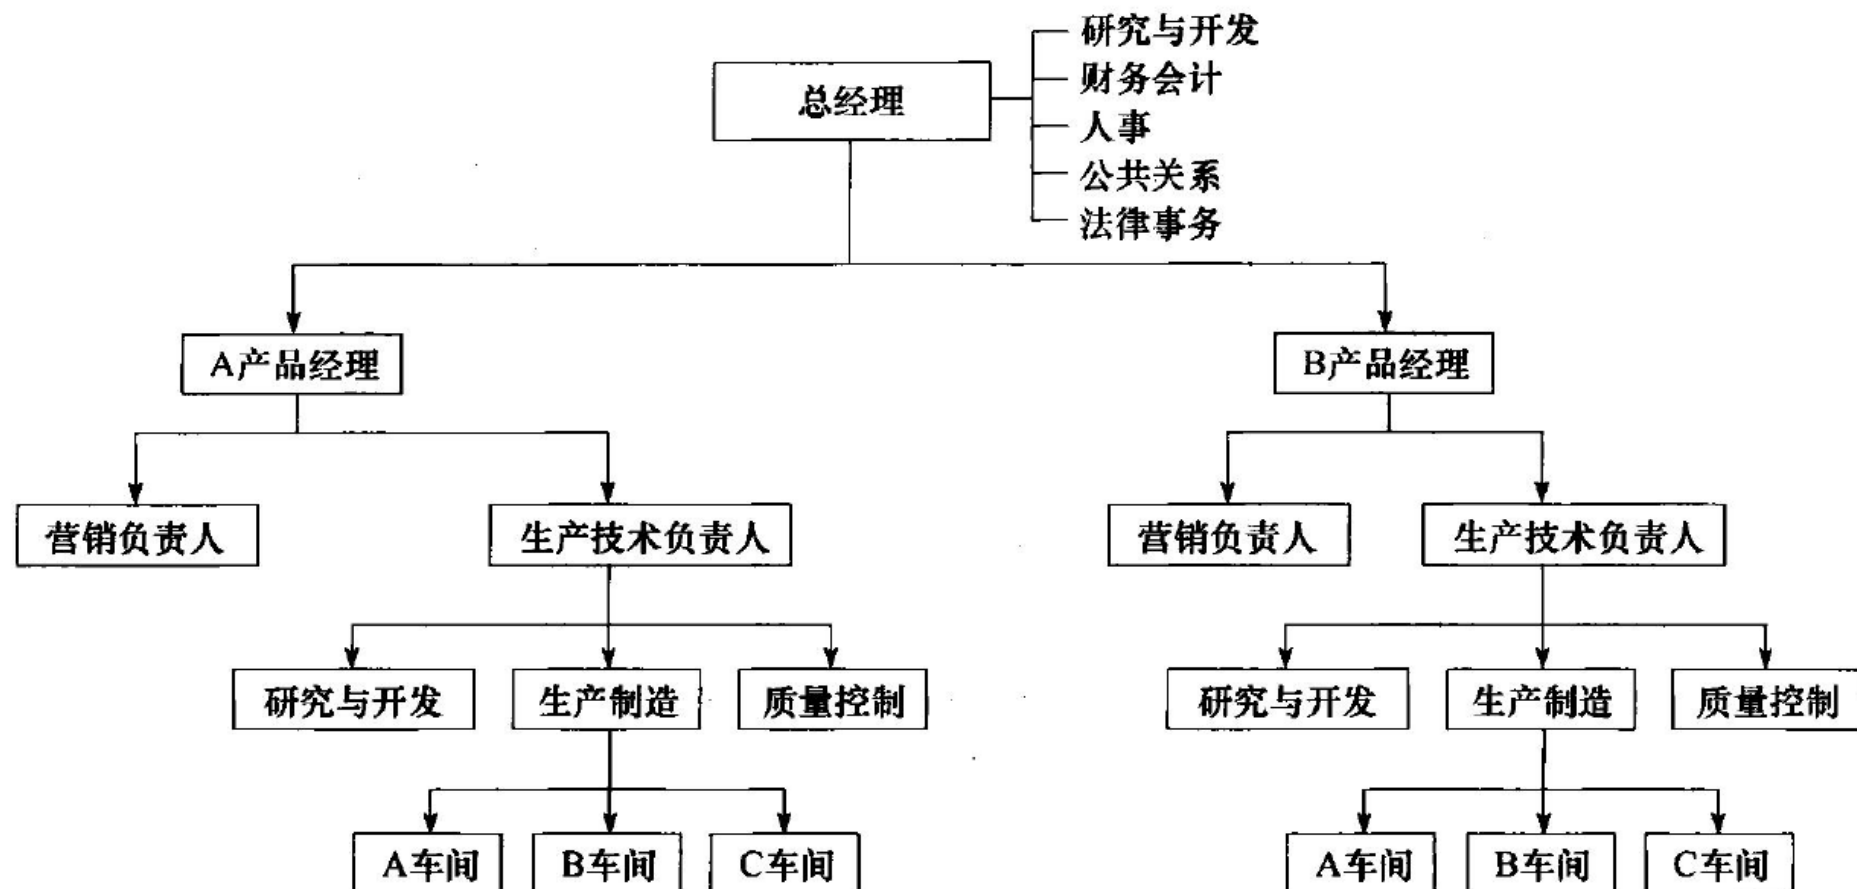 研究与开发
财务会计
总经理
人事
公共关系
法律事务
A产品经理
B产品经理
营销负责人
生产技术负责人
营销负责人
生产技术负责人
研究与开发
生产制造
质量控制
研究与开发
生产制造
质量控制
A车间
B车间
C车间
A车间
B车间
C车间